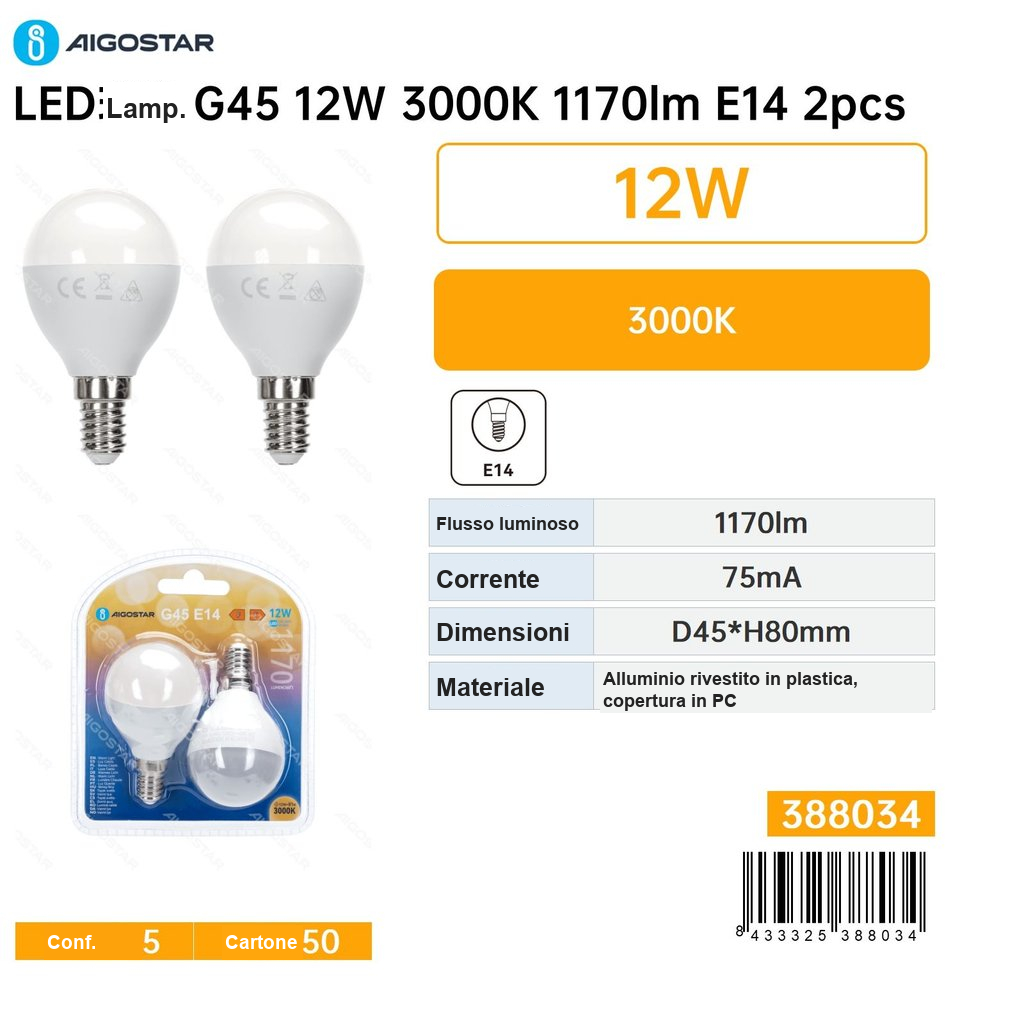 AIGOSTAR
LED: Lamp. G45 12W 3000K 1170lm E14 2pcs
12W
3000K
E14
Flusso luminoso 1170lm
Corrente 75mA
Dimensioni D45*H80mm
Materiale Alluminio rivestito in plastica,
copertura in PC
AIGOSTAR G45 E14 12W
1170
LUMENS
3000K
388034
8 433325 388034
Conf. 5 Cartone 50